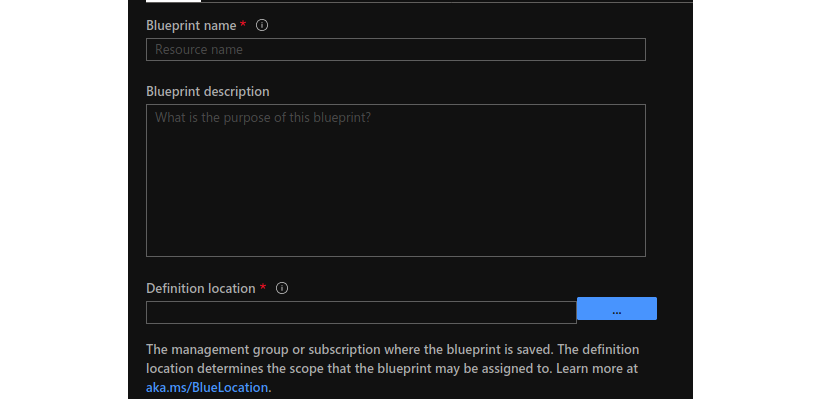 Blueprint name *
Resource name
Blueprint description
What is the purpose of this blueprint?
Definition location *
...
The management group or subscription where the blueprint is saved. The definition
location determines the scope that the blueprint may be assigned to. Learn more at
aka.ms/BlueLocation.